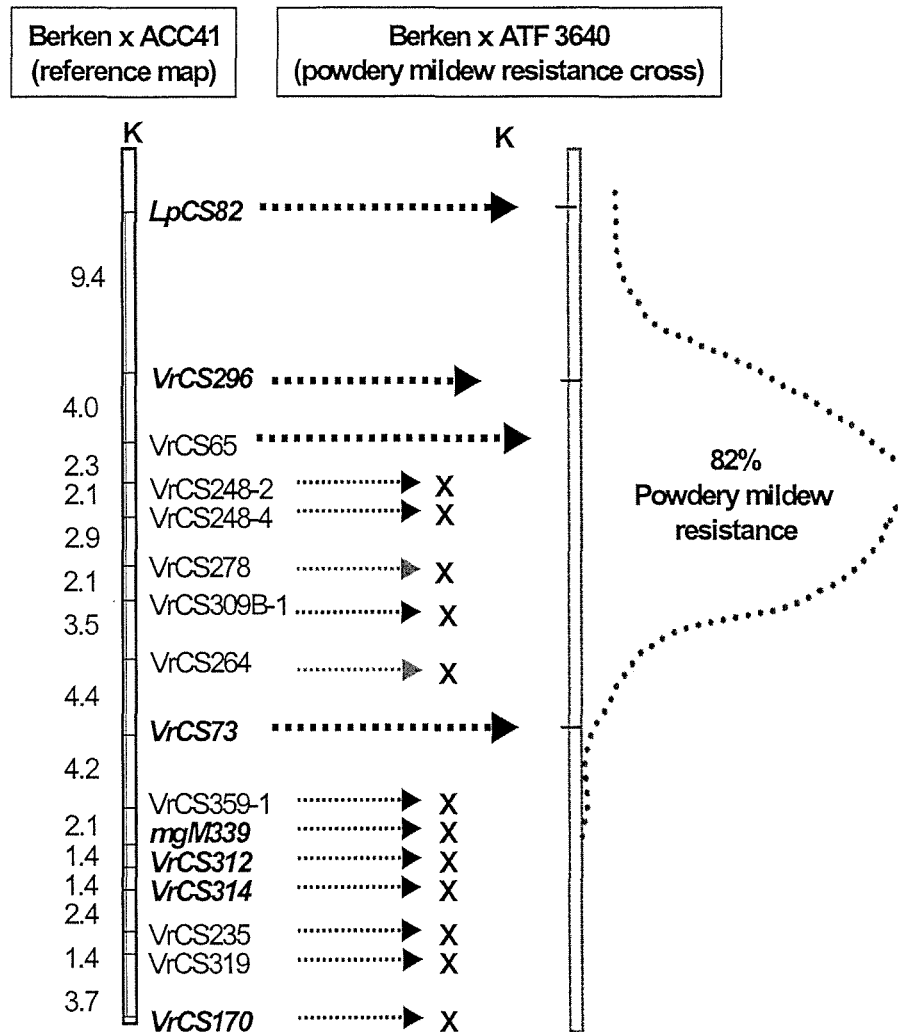 Berken x ACC41
(reference map)
Berken x ATF 3640
(powdery mildew resistance cross)
K
K
LpCS82
9.4
VrCS296
4.0
VrCS65
2.3
VrCS248-2 X
2.1
VrCS248-4 X
2.9
VrCS278 X
2.1
VrCS309B-1 X
3.5
VrCS264 X
4.4
VrCS73
4.2
VrCS359-1 X
2.1
mgM339 X
1.4
VrCS312 X
1.4
VrCS314 X
2.4
VrCS235 X
1.4
VrCS319 X
3.7
VrCS170 X
82%
Powdery mildew
resistance